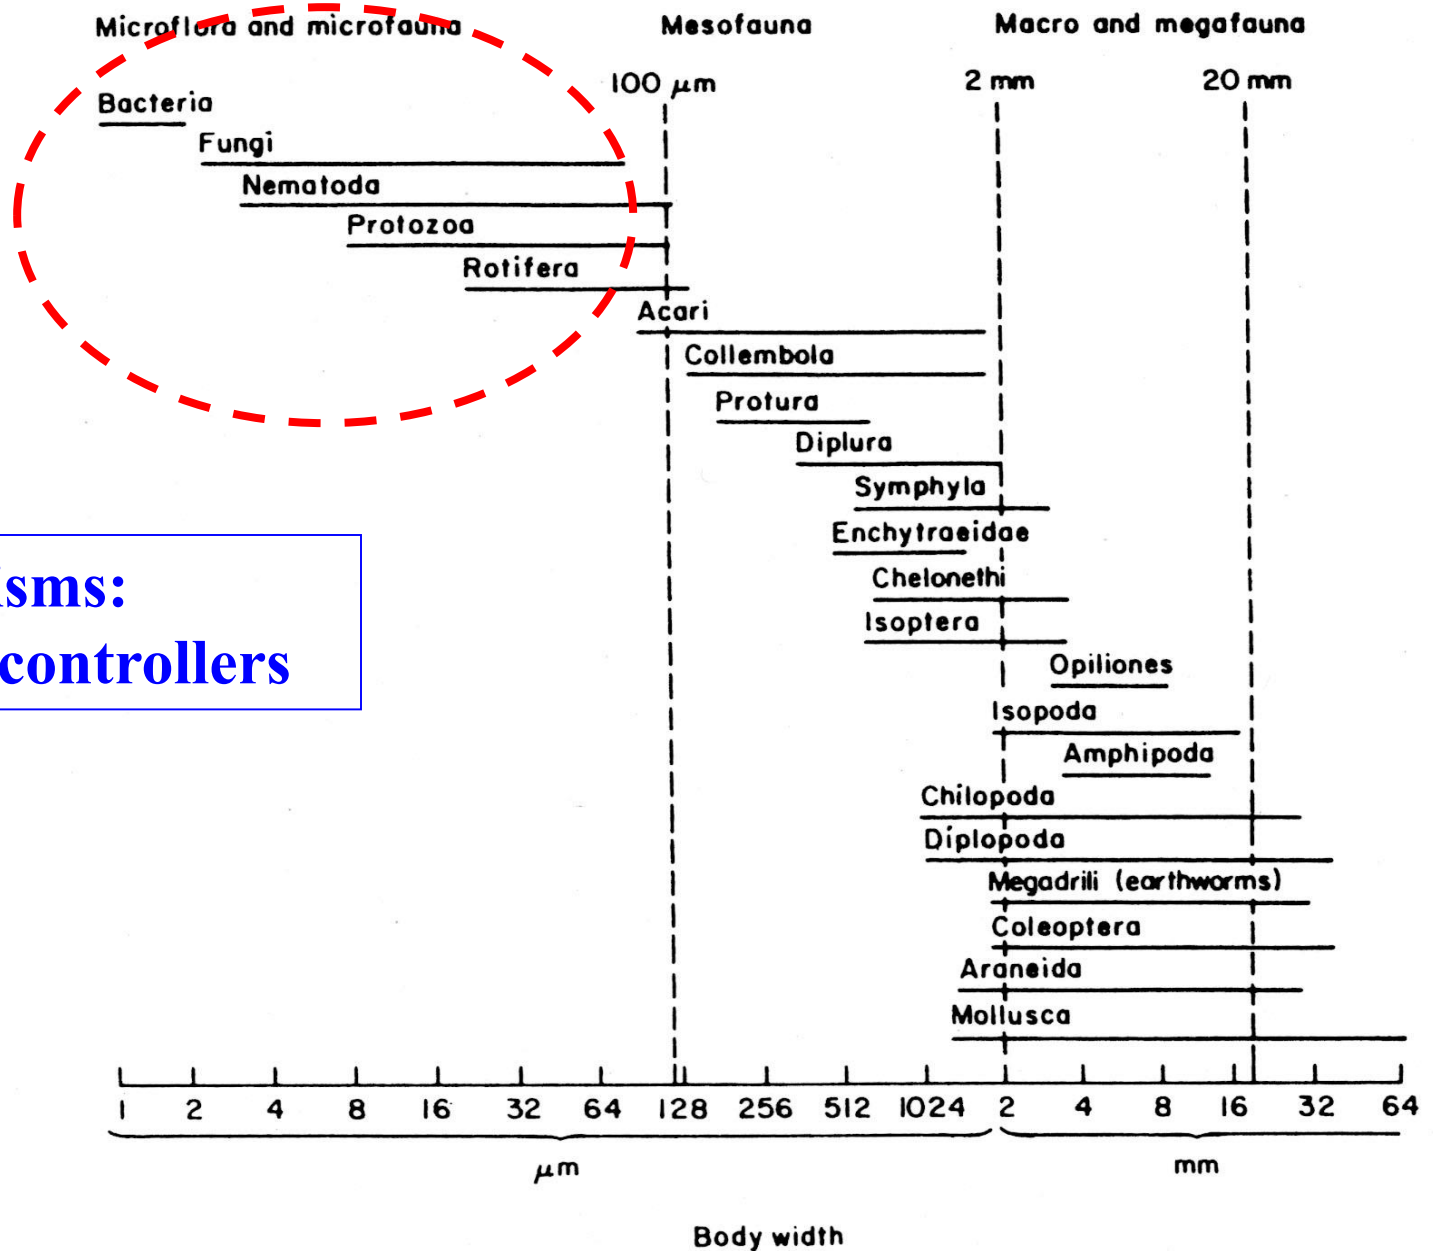 Microflora and microfauna Mesofauna Macro and megafauna
100 μm 2 mm 20 mm
Bacteria
Fungi
Nematoda
Protozoa
Rotifera
Acari
Collembola
Protura
Diplura
Symphyla
Enchytraeidae
Chelonethi
Isoptera
Opiliones
Isopoda
Amphipoda
Chilopoda
Diplopoda
Megadrili (earthworms)
Coleoptera
Araneida
Mollusca
isms:
controllers
1 2 4 8 16 32 64 128 256 512 1024 2 4 8 16 32 64
μm mm
Body width